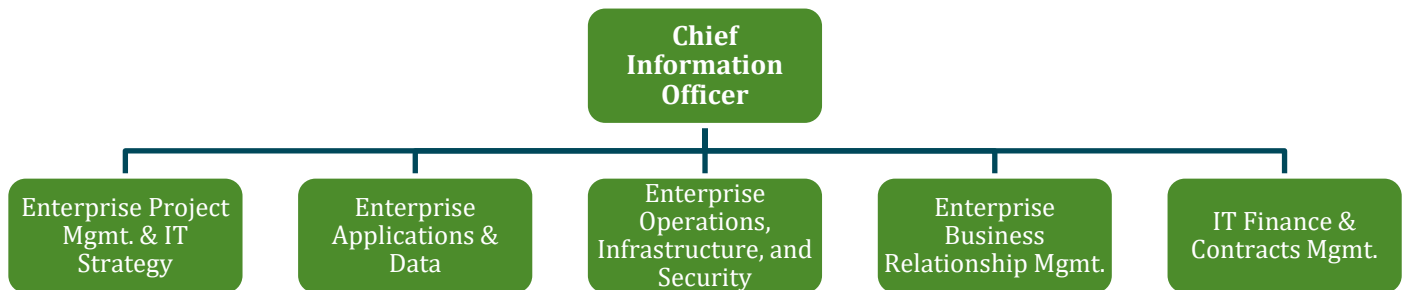 Chief
Information
Officer
Enterprise Project
Mgmt. & IT
Strategy
Enterprise
Applications &
Data
Enterprise
Operations,
Infrastructure, and
Security
Enterprise
Business
Relationship Mgmt.
IT Finance &
Contracts Mgmt.